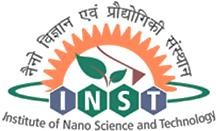 नैनो विज्ञान एवं प्रौद्योगिकी संस्थान
INST
Institute of Nano Science and Technology